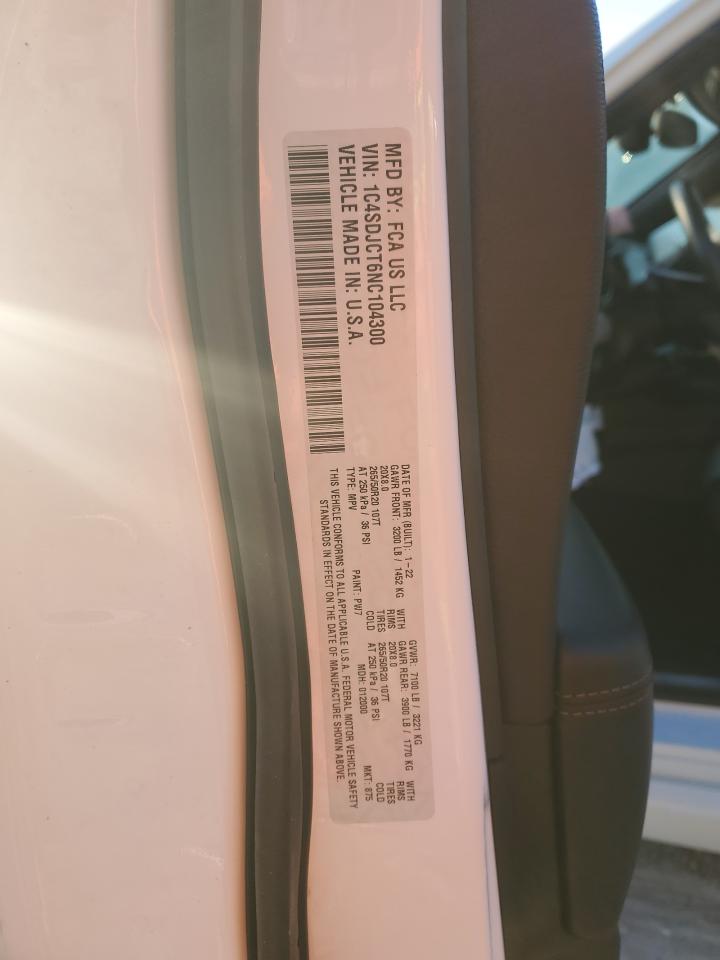 MFD BY: FCA US LLC
VIN: 1C4SDJCT6NC104300
VEHICLE MADE IN: U.S.A.
DATE OF MFR (BUILT): 1-22 GVWR: 7100 LB / 3221 KG
GAWR FRONT: 3200 LB / 1452 KG WITH GAWR REAR: 3900 LB / 1770 KG WITH
20X8.0 RIMS 20X8.0 RIMS
265/50R20 107T TIRES 265/50R20 107T TIRES
AT 250 kPa / 36 PSI COLD AT 250 kPa / 36 PSI COLD
TYPE: MPV PAINT: PW7 MDH: 012000 MKT: 875
THIS VEHICLE CONFORMS TO ALL APPLICABLE U.S.A. FEDERAL MOTOR VEHICLE SAFETY
STANDARDS IN EFFECT ON THE DATE OF MANUFACTURE SHOWN ABOVE.